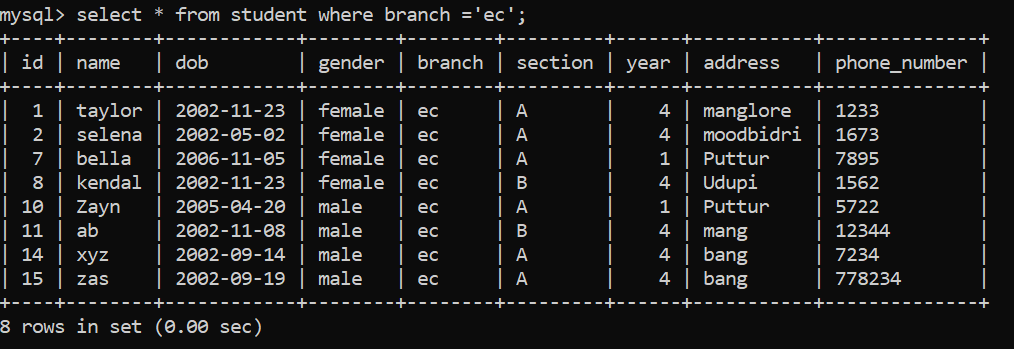 mysql> select * from student where branch ='ec';
+----+--------+------------+--------+--------+---------+------+-----------+--------------+
| id | name   | dob        | gender | branch | section | year | address   | phone_number |
+----+--------+------------+--------+--------+---------+------+-----------+--------------+
|  1 | taylor | 2002-11-23 | female | ec     | A       |    4 | manglore  | 1233         |
|  2 | selena | 2002-05-02 | female | ec     | A       |    4 | moodbidri | 1673         |
|  7 | bella  | 2006-11-05 | female | ec     | A       |    1 | Puttur    | 7895         |
|  8 | kendal | 2002-11-23 | female | ec     | B       |    4 | Udupi     | 1562         |
| 10 | Zayn   | 2005-04-20 | male   | ec     | A       |    1 | Puttur    | 5722         |
| 11 | ab     | 2002-11-08 | male   | ec     | B       |    4 | mang      | 12344        |
| 14 | xyz    | 2002-09-14 | male   | ec     | A       |    4 | bang      | 7234         |
| 15 | zas    | 2002-09-19 | male   | ec     | A       |    4 | bang      | 778234       |
+----+--------+------------+--------+--------+---------+------+-----------+--------------+
8 rows in set (0.00 sec)